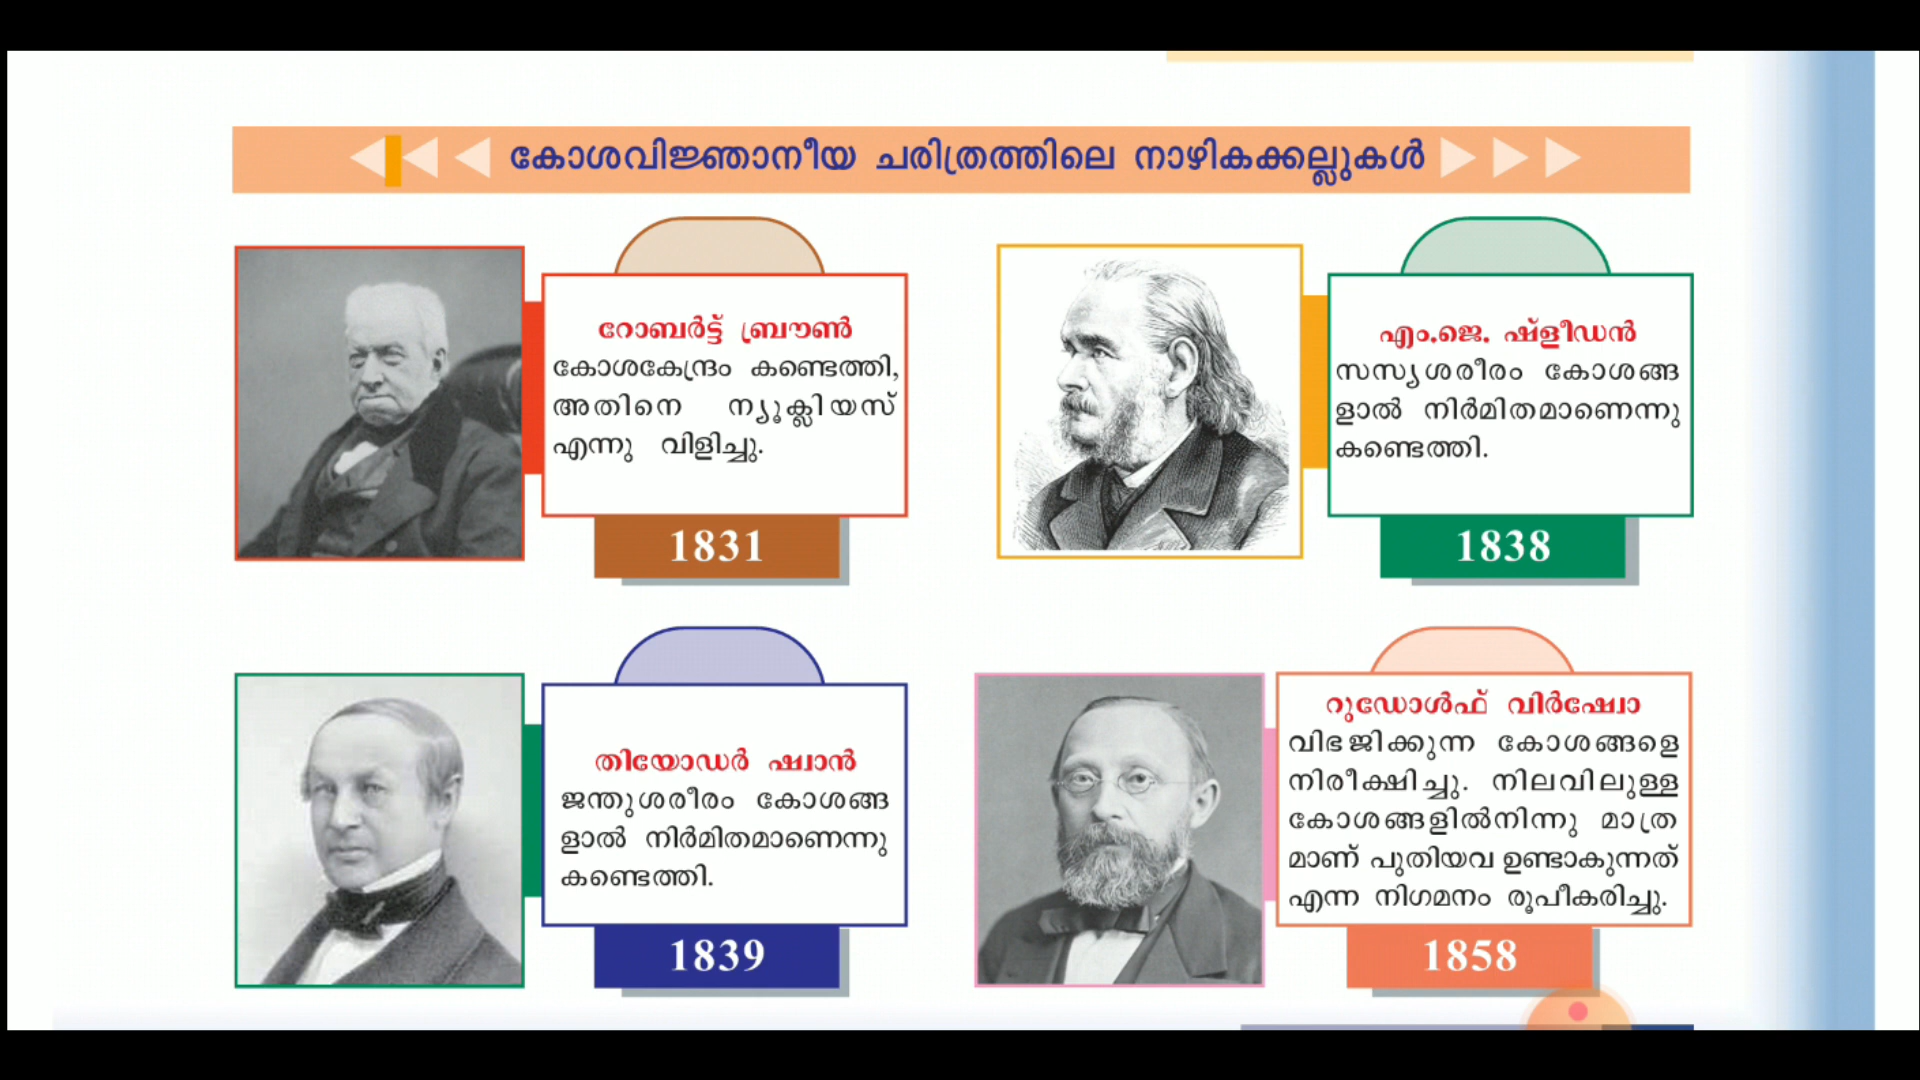 കോശവിജ്ഞാനീയ ചരിത്രത്തിലെ നാഴികക്കല്ലുകൾ
റോബർട്ട് ബ്രൗൺ
കോശകേന്ദ്രം കണ്ടെത്തി,
അതിനെ ന്യൂക്ലിയസ്
എന്നു വിളിച്ചു.
1831
എം.ജെ. ഷ്ളീഡൻ
സസ്യശരീരം കോശങ്ങ
ളാൽ നിർമിതമാണെന്നു
കണ്ടെത്തി.
1838
തിയോഡർ ഷ്വാൻ
ജന്തുശരീരം കോശങ്ങ
ളാൽ നിർമിതമാണെന്നു
കണ്ടെത്തി.
1839
റുഡോൾഫ് വിർഷ്വോ
വിഭജിക്കുന്ന കോശങ്ങളെ
നിരീക്ഷിച്ചു. നിലവിലുള്ള
കോശങ്ങളിൽനിന്നു മാത്ര
മാണ് പുതിയവ ഉണ്ടാകുന്നത്
എന്ന നിഗമനം രൂപീകരിച്ചു.
1858